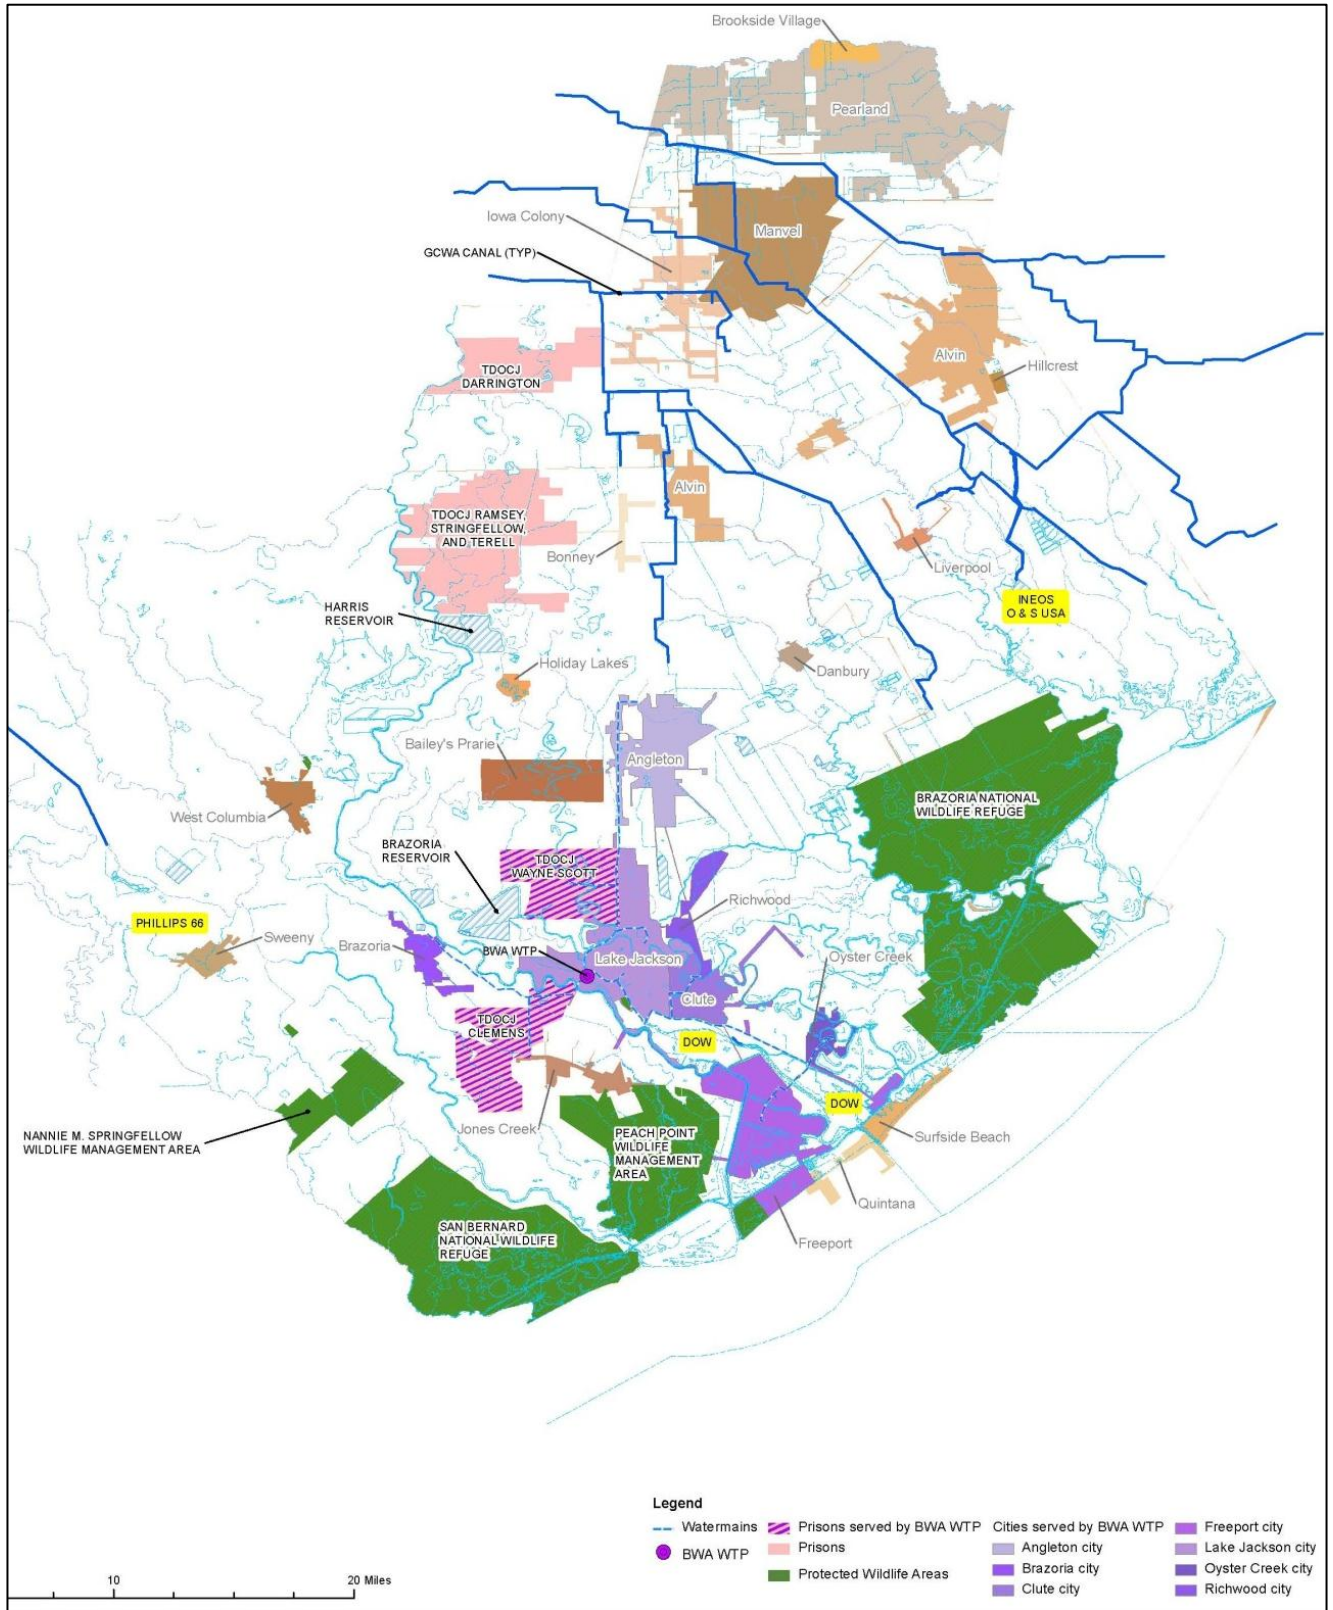 Brookside Village
Pearland
Iowa Colony
Manvel
GCWA CANAL (TYP)
Alvin
Hillcrest
TDOCJ
DARRINGTON
Alvin
TDOCJ RAMSEY,
STRINGFELLOW,
AND TERELL
Bonney
Liverpool
INEOS
O & S USA
HARRIS
RESERVOIR
Holiday Lakes
Danbury
Bailey's Prarie
Angleton
West Columbia
BRAZORIA NATIONAL
WILDLIFE REFUGE
BRAZORIA
RESERVOIR
TDOCJ
WAYNE SCOTT
Richwood
PHILLIPS 66
Sweeny
Brazoria
BWA WTP
Lake Jackson
Oyster Creek
Clute
TDOCJ
CLEMENS
DOW
DOW
Jones Creek
NANNIE M. SPRINGFELLOW
WILDLIFE MANAGEMENT AREA
PEACH POINT
WILDLIFE
MANAGEMENT
AREA
Surfside Beach
Quintana
SAN BERNARD
NATIONAL WILDLIFE
REFUGE
Freeport
Legend
Watermains
BWA WTP
Prisons served by BWA WTP
Prisons
Protected Wildlife Areas
Cities served by BWA WTP
Angleton city
Brazoria city
Clute city
Freeport city
Lake Jackson city
Oyster Creek city
Richwood city
10
20 Miles